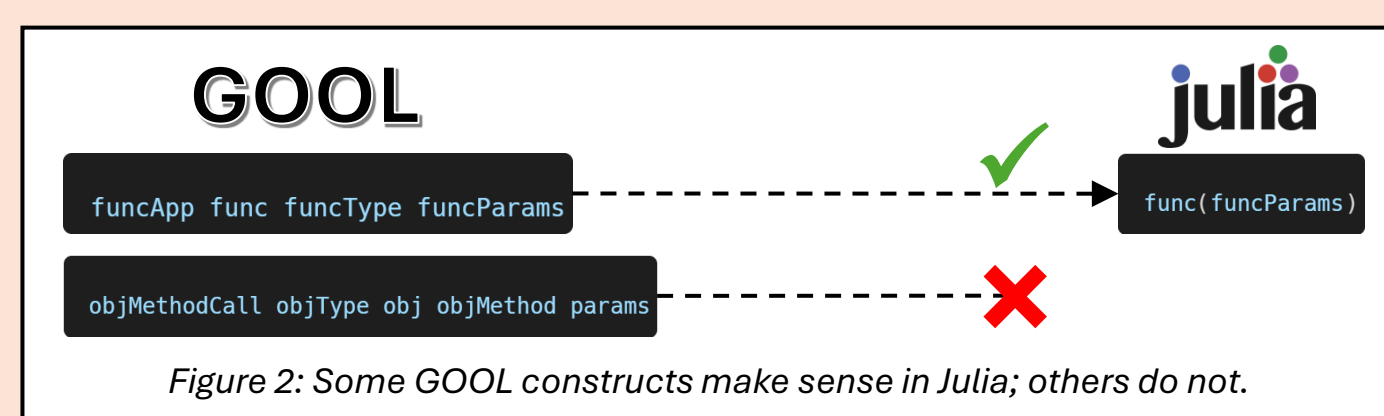 GOOL
julia
funcApp func funcType funcParams
func(funcParams)
objMethodCall objType obj objMethod params
Figure 2: Some GOOL constructs make sense in Julia; others do not.